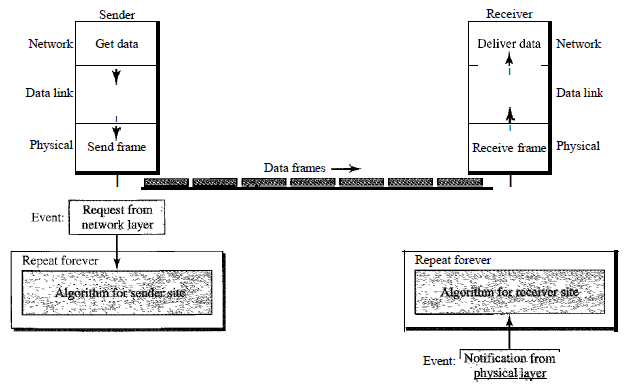 Sender
Receiver
Network
Get data
Deliver data
Network
Data link
Data link
Physical
Send frame
Receive frame
Physical
Data frames
Event:
Request from
network layer
Repeat forever
Algorithm for sender site
Repeat forever
Algorithm for receiver site
Event:
Notification from
physical layer